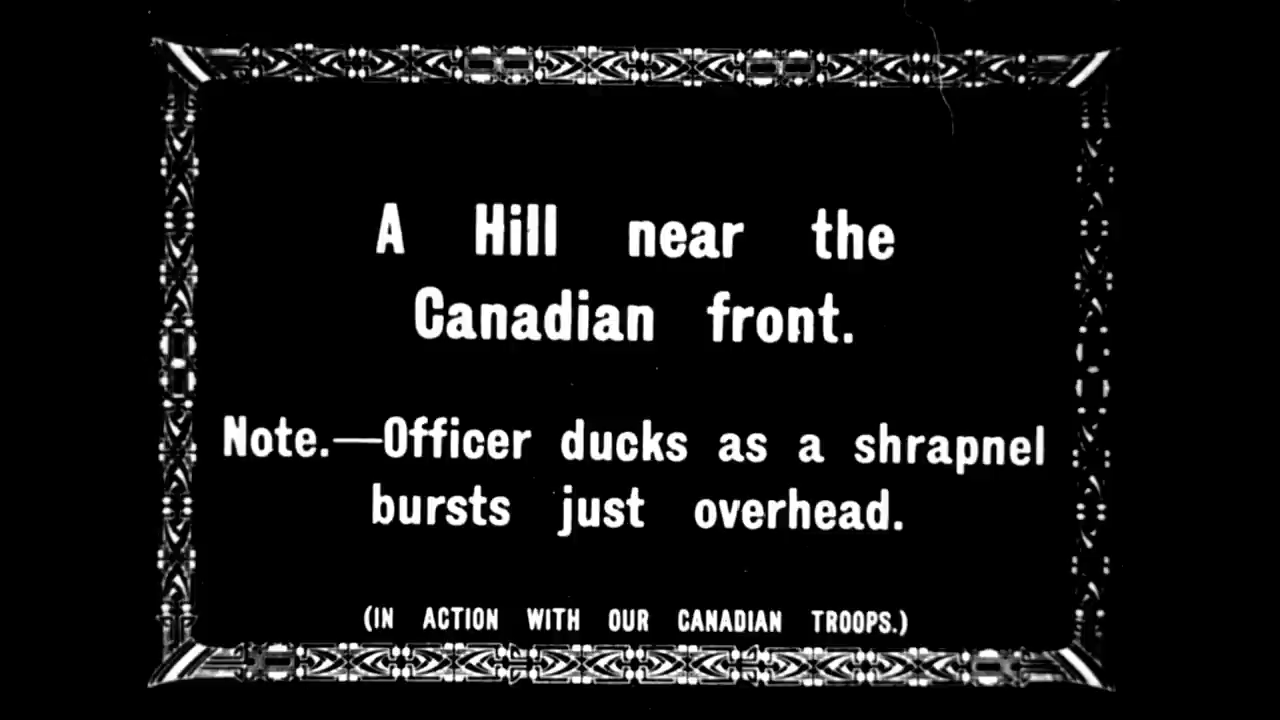 A Hill near the
Canadian front.
Note.—Officer ducks as a shrapnel
bursts just overhead.
(IN ACTION WITH OUR CANADIAN TROOPS.)